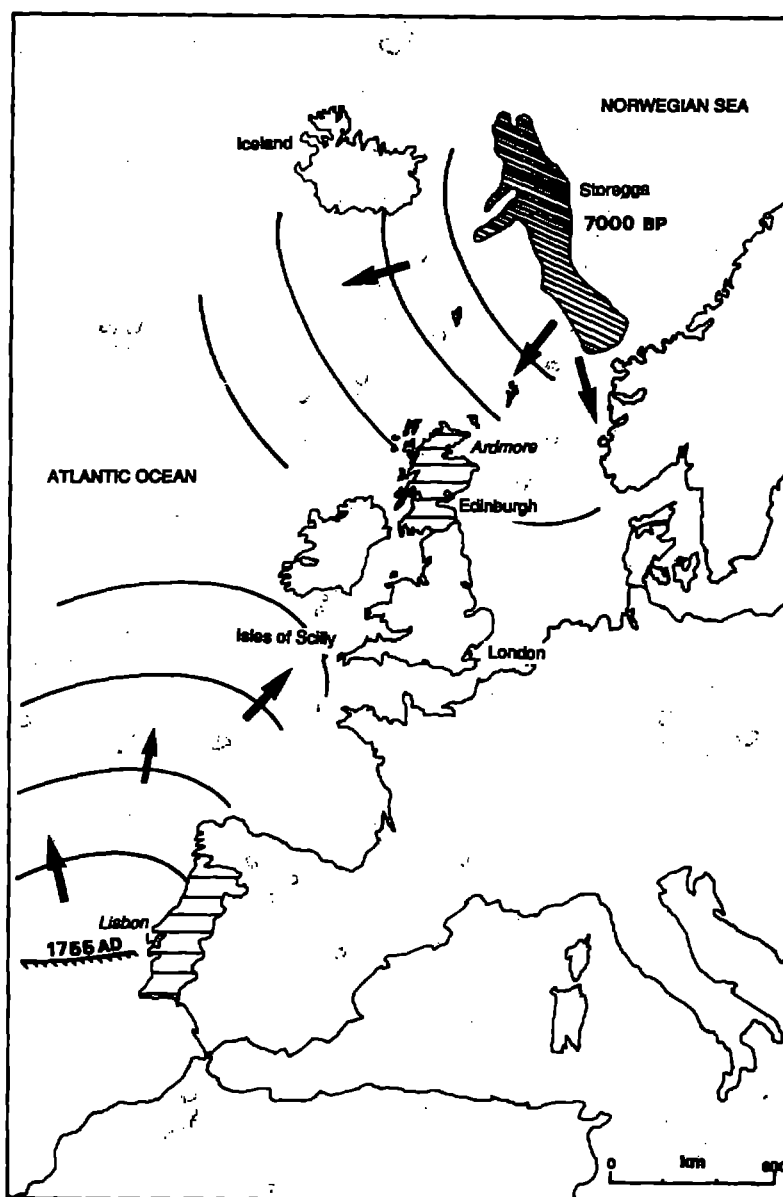 NORWEGIAN SEA
Iceland
Storegga
7000 BP
Ardmore
ATLANTIC OCEAN
Edinburgh
Isles of Scilly
London
Lisbon
1755 AD
0 km